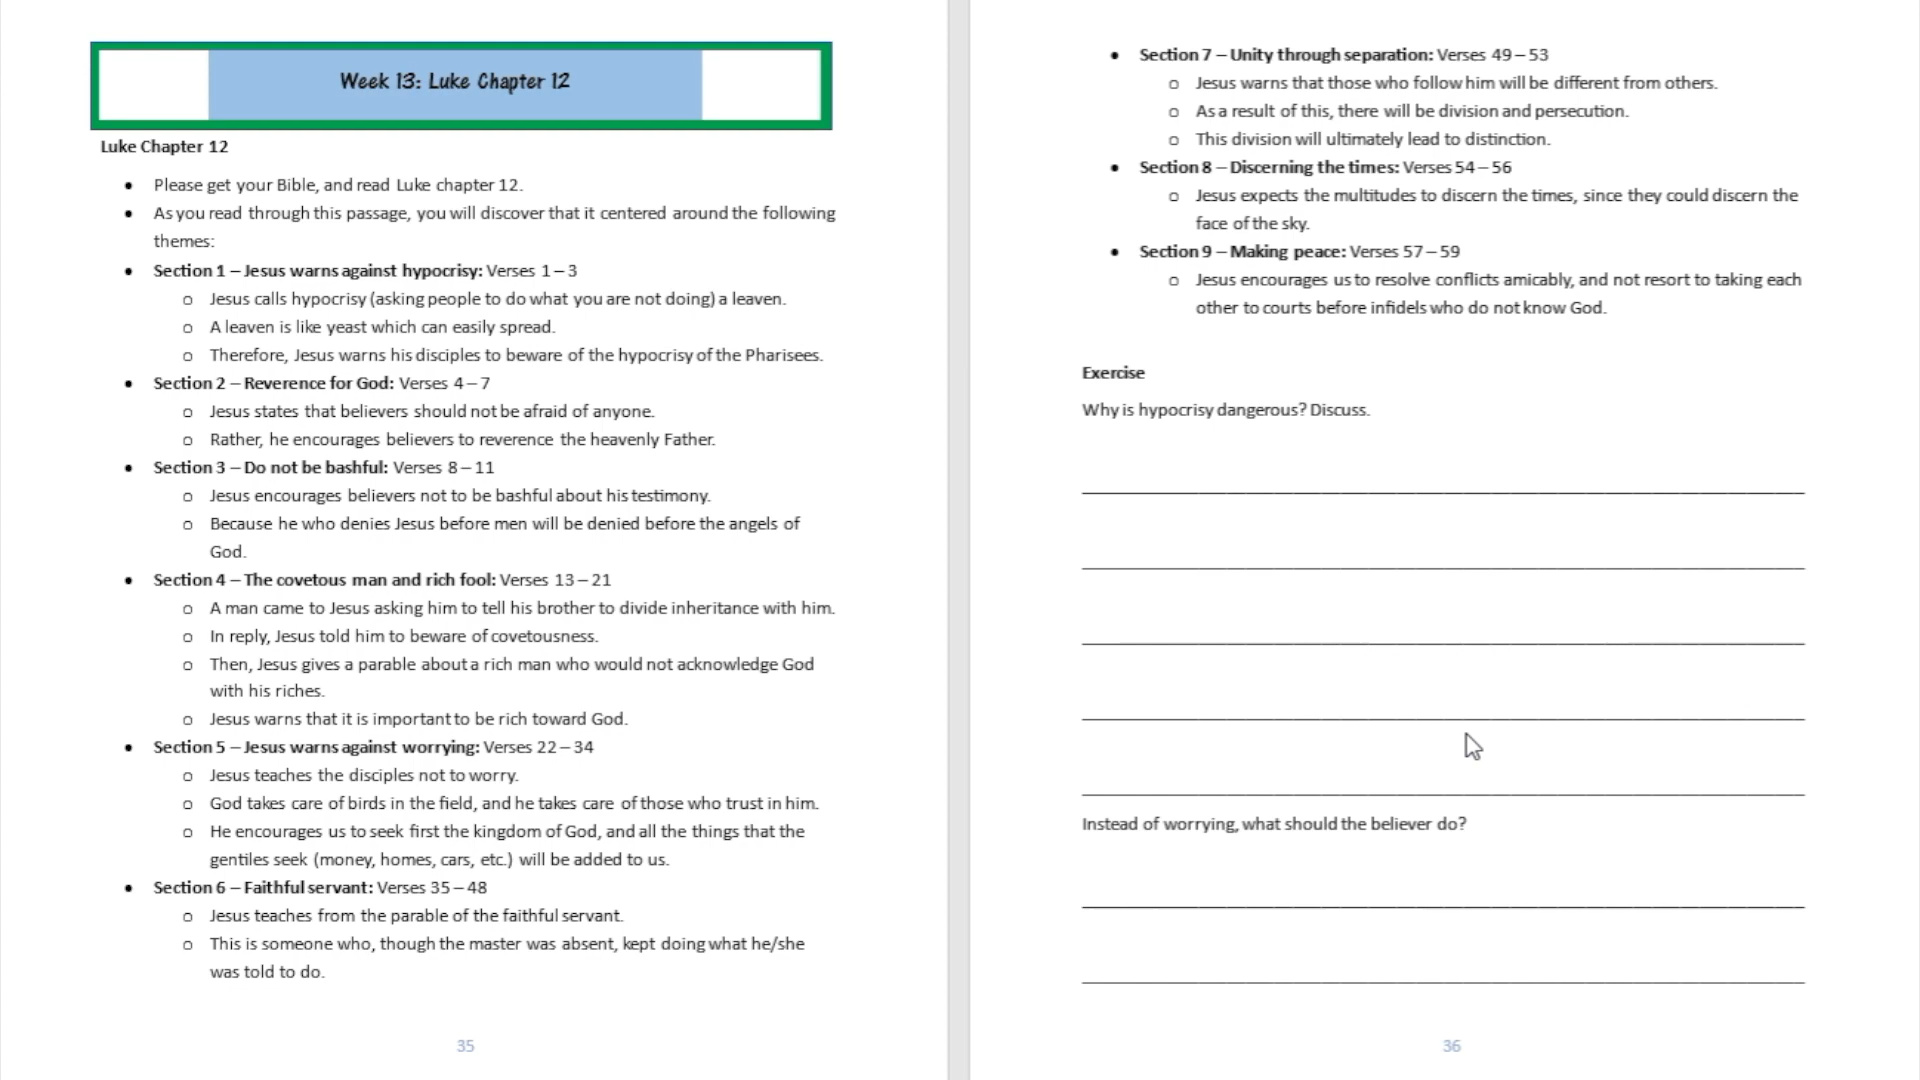 Week 13: Luke Chapter 12
Luke Chapter 12
• Please get your Bible, and read Luke chapter 12.
• As you read through this passage, you will discover that it centered around the following
themes:
• Section 1 – Jesus warns against hypocrisy: Verses 1 – 3
o Jesus calls hypocrisy (asking people to do what you are not doing) a leaven.
o A leaven is like yeast which can easily spread.
o Therefore, Jesus warns his disciples to beware of the hypocrisy of the Pharisees.
• Section 2 – Reverence for God: Verses 4 – 7
o Jesus states that believers should not be afraid of anyone.
o Rather, he encourages believers to reverence the heavenly Father.
• Section 3 – Do not be bashful: Verses 8 – 11
o Jesus encourages believers not to be bashful about his testimony.
o Because he who denies Jesus before men will be denied before the angels of
God.
• Section 4 – The covetous man and rich fool: Verses 13 – 21
o A man came to Jesus asking him to tell his brother to divide inheritance with him.
o In reply, Jesus told him to beware of covetousness.
o Then, Jesus gives a parable about a rich man who would not acknowledge God
with his riches.
o Jesus warns that it is important to be rich toward God.
• Section 5 – Jesus warns against worrying: Verses 22 – 34
o Jesus teaches the disciples not to worry.
o God takes care of birds in the field, and he takes care of those who trust in him.
o He encourages us to seek first the kingdom of God, and all the things that the
gentiles seek (money, homes, cars, etc.) will be added to us.
• Section 6 – Faithful servant: Verses 35 – 48
o Jesus teaches from the parable of the faithful servant.
o This is someone who, though the master was absent, kept doing what he/she
was told to do.
35
• Section 7 – Unity through separation: Verses 49 – 53
o Jesus warns that those who follow him will be different from others.
o As a result of this, there will be division and persecution.
o This division will ultimately lead to distinction.
• Section 8 – Discerning the times: Verses 54 – 56
o Jesus expects the multitudes to discern the times, since they could discern the
face of the sky.
• Section 9 – Making peace: Verses 57 – 59
o Jesus encourages us to resolve conflicts amicably, and not resort to taking each
other to courts before infidels who do not know God.
Exercise
Why is hypocrisy dangerous? Discuss.
Instead of worrying, what should the believer do?
36